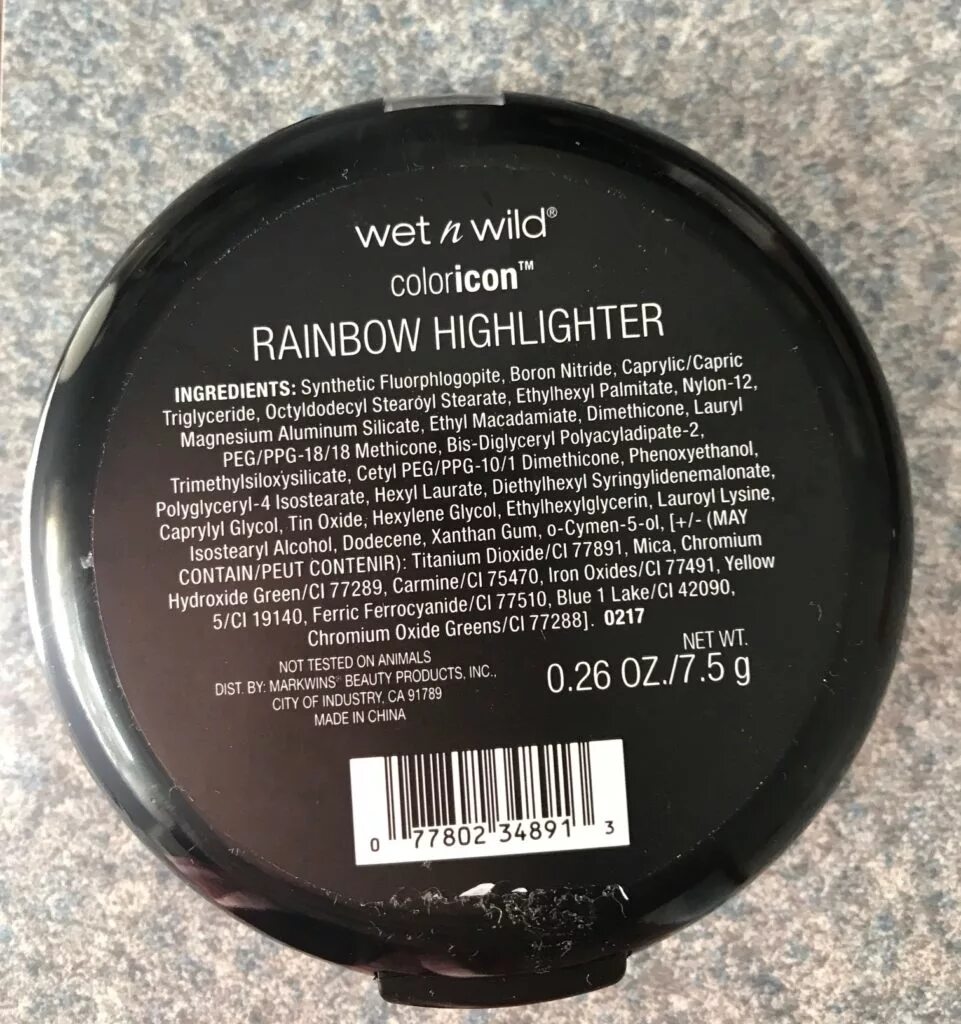 wet n wild®
coloricon™
RAINBOW HIGHLIGHTER
INGREDIENTS: Synthetic Fluorphlogopite, Boron Nitride, Caprylic/Capric
Triglyceride, Octyldodecyl Stearoyl Stearate, Ethylhexyl Palmitate, Nylon-12,
Magnesium Aluminum Silicate, Ethyl Macadamiate, Dimethicone, Lauryl
PEG/PPG-18/18 Methicone, Bis-Diglyceryl Polyacyladipate-2,
Trimethylsiloxysilicate, Cetyl PEG/PPG-10/1 Dimethicone, Phenoxyethanol,
Polyglyceryl-4 Isostearate, Hexyl Laurate, Diethylhexyl Syringylidenemalonate,
Caprylyl Glycol, Tin Oxide, Hexylene Glycol, Ethylhexylglycerin, Lauroyl Lysine,
Isostearyl Alcohol, Dodecene, Xanthan Gum, o-Cymen-5-ol, [+/- (MAY
CONTAIN/PEUT CONTENIR): Titanium Dioxide/CI 77891, Mica, Chromium
Hydroxide Green/CI 77289, Carmine/CI 75470, Iron Oxides/CI 77491, Yellow
5/CI 19140, Ferric Ferrocyanide/CI 77510, Blue 1 Lake/CI 42090,
Chromium Oxide Greens/CI 77288]. 0217
NOT TESTED ON ANIMALS
DIST. BY: MARKWINS® BEAUTY PRODUCTS, INC.,
CITY OF INDUSTRY, CA 91789
MADE IN CHINA
NET WT.
0.26 OZ./7.5 g
0 77802 34891 3